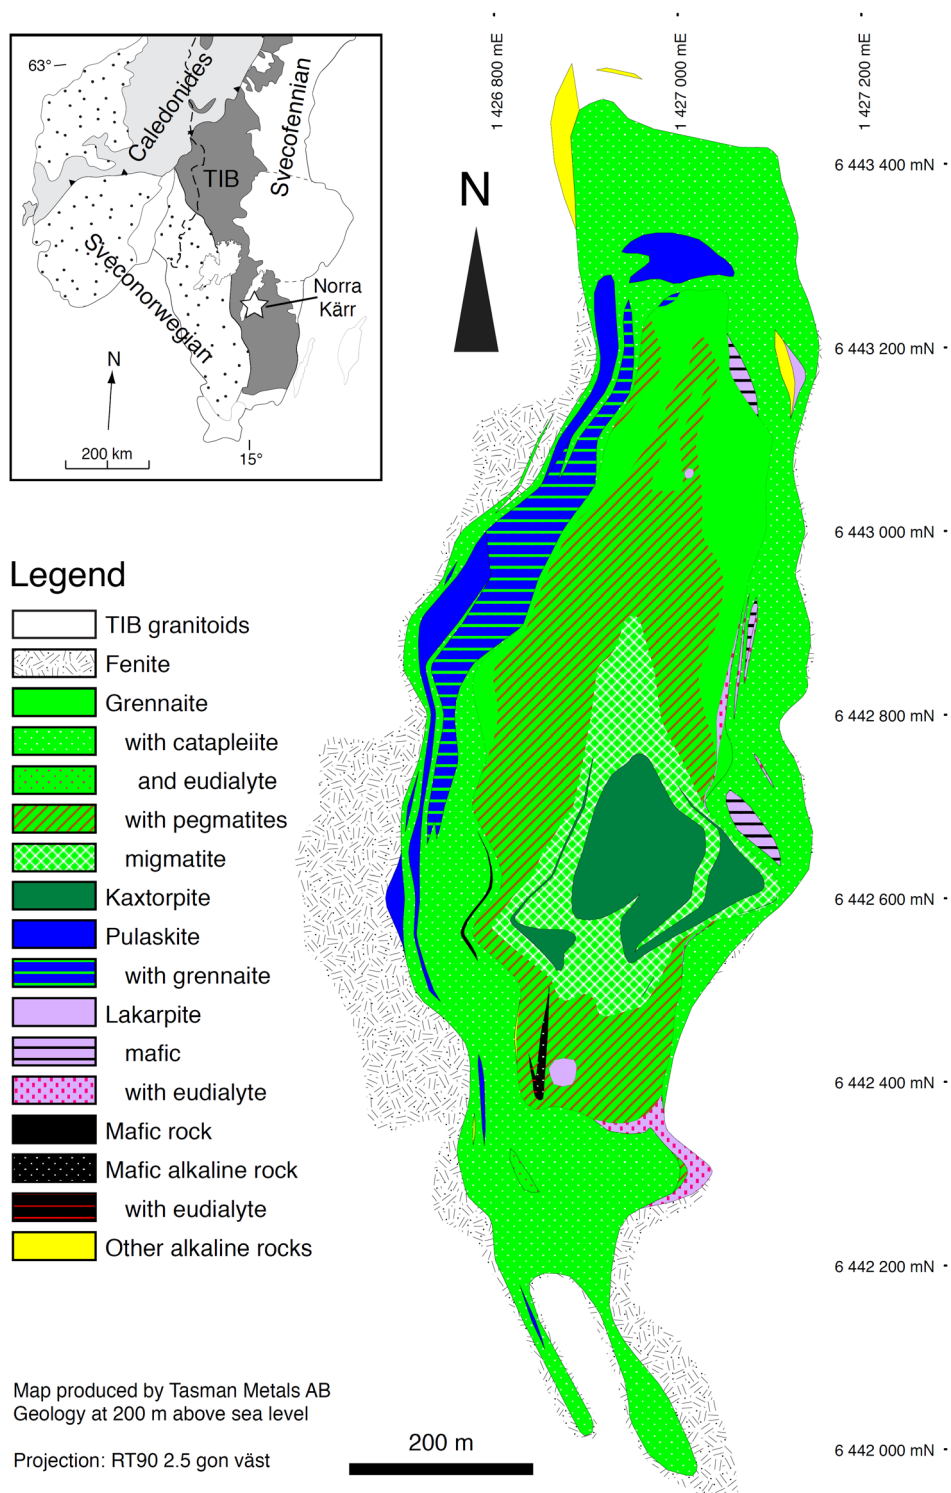 1 426 800 mE
1 427 000 mE
1 427 200 mE
63°
Caledonides
Svecofennian
TIB
Sveconorwegian
Norra
Kärr
N
200 km
15°
N
6 443 400 mN
6 443 200 mN
6 443 000 mN
6 442 800 mN
6 442 600 mN
6 442 400 mN
6 442 200 mN
6 442 000 mN
Legend
TIB granitoids
Fenite
Grennaite
with catapleiite
and eudialyte
with pegmatites
migmatite
Kaxtorpite
Pulaskite
with grennaite
Lakarpite
mafic
with eudialyte
Mafic rock
Mafic alkaline rock
with eudialyte
Other alkaline rocks
Map produced by Tasman Metals AB
Geology at 200 m above sea level
Projection: RT90 2.5 gon väst
200 m